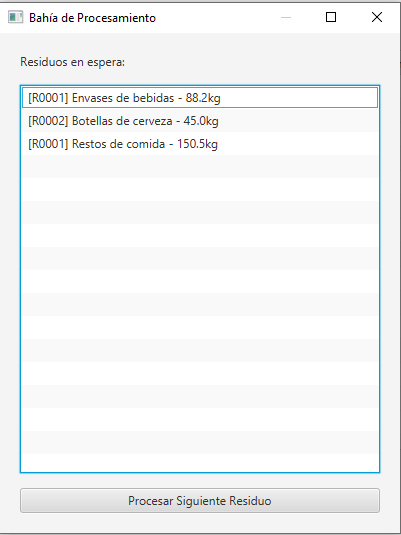 Bahía de Procesamiento
Residuos en espera:
[R0001] Envases de bebidas - 88.2kg
[R0002] Botellas de cerveza - 45.0kg
[R0001] Restos de comida - 150.5kg
Procesar Siguiente Residuo